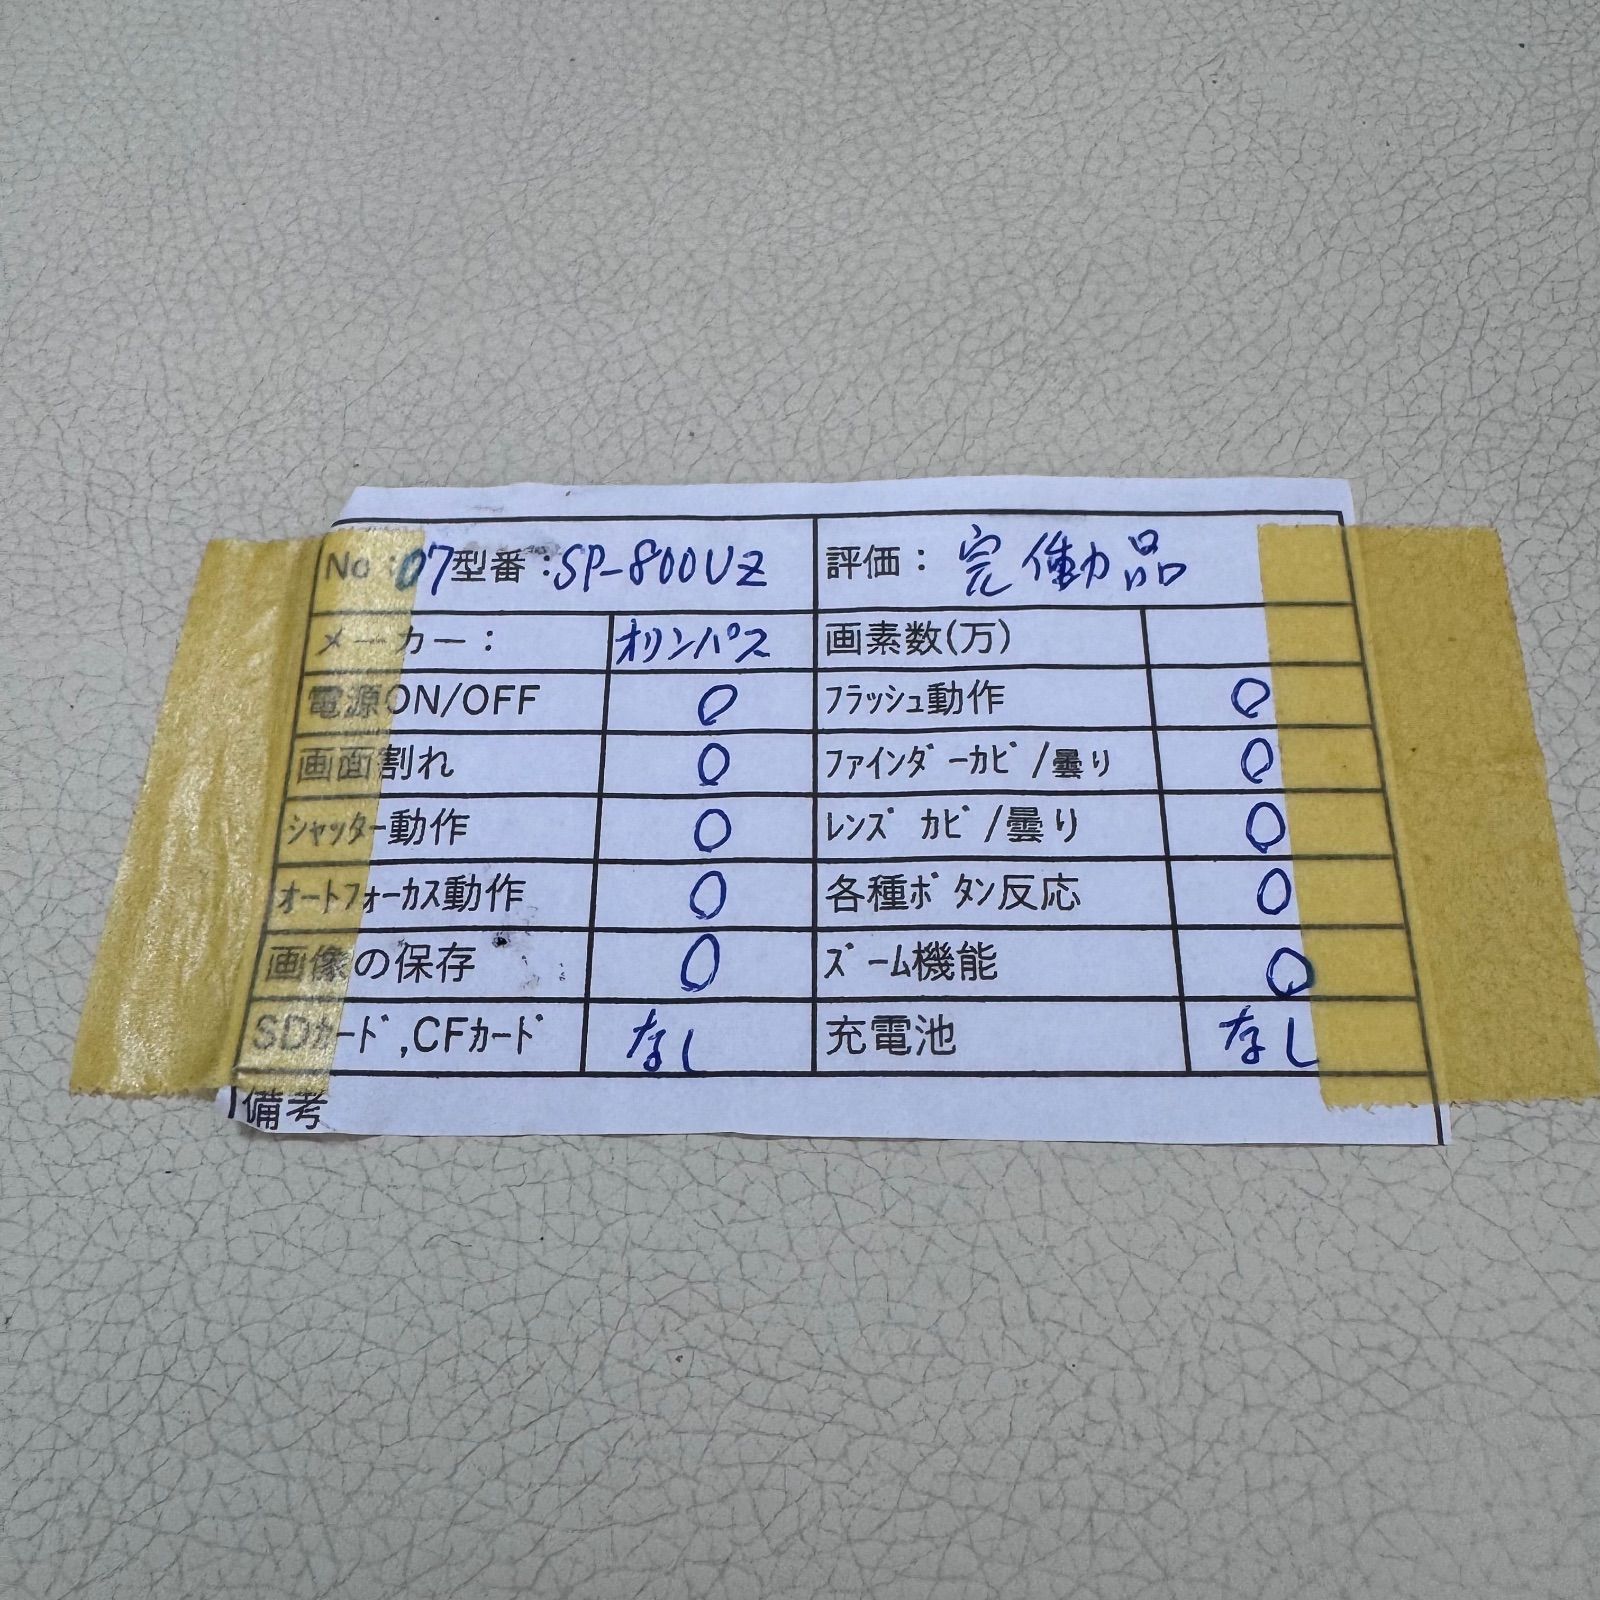 No:07型番:SP-800UZ 評価:完働品
メーカー: オリンパス 画素数(万)
電源ON/OFF O フラッシュ動作 O
画面割れ O ファインダーカビ/曇り O
シャッター動作 O レンズ カビ/曇り O
オートフォーカス動作 O 各種ボタン反応 O
画像の保存 O ズーム機能 O
SDカード,CFカード なし 充電池 なし
備考